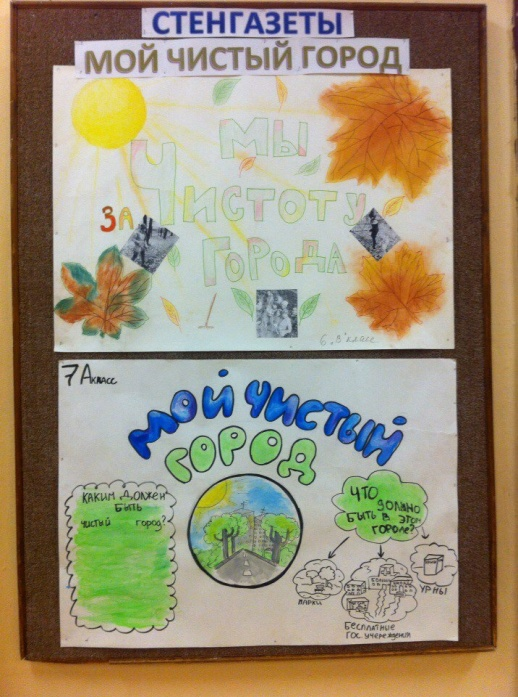 СТЕНГАЗЕТЫ
МОЙ ЧИСТЫЙ ГОРОД
МЫ
ЗА ЧИСТОТУ
ГОРОДА
1
6 "В" класс
7А класс
МОЙ ЧИСТЫЙ
ГОРОД
КАКИМ ДОЛЖЕН
БЫТЬ
чистый город?
ЧТО
ДОЛЖНО
БЫТЬ В ЭТОМ
ГОРОДЕ?
ПАРКИ
УРНЫ
БЕСПЛАТНЫЕ
ГОС. УЧЕРЕЖДЕНИЯ